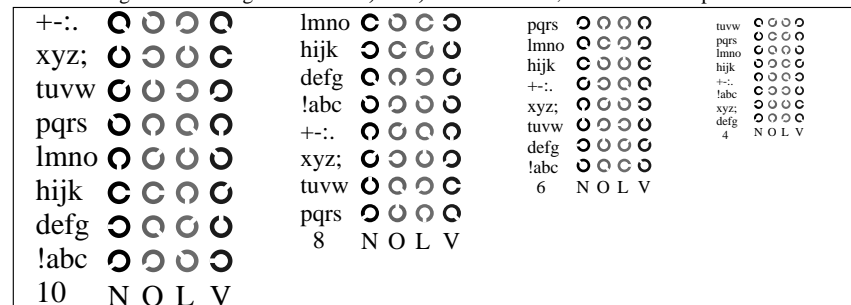 +-:.
xyz;
tuvw
pqrs
lmno
hijk
defg
!abc
10 N O L V
lmno
hijk
defg
!abc
+-:.
xyz;
tuvw
pqrs
8 N O L V
pqrs
lmno
hijk
+-:.
xyz;
tuvw
defg
!abc
6 N O L V
tuvw
pqrs
lmno
hijk
+-:.
!abc
xyz;
defg
4 N O L V